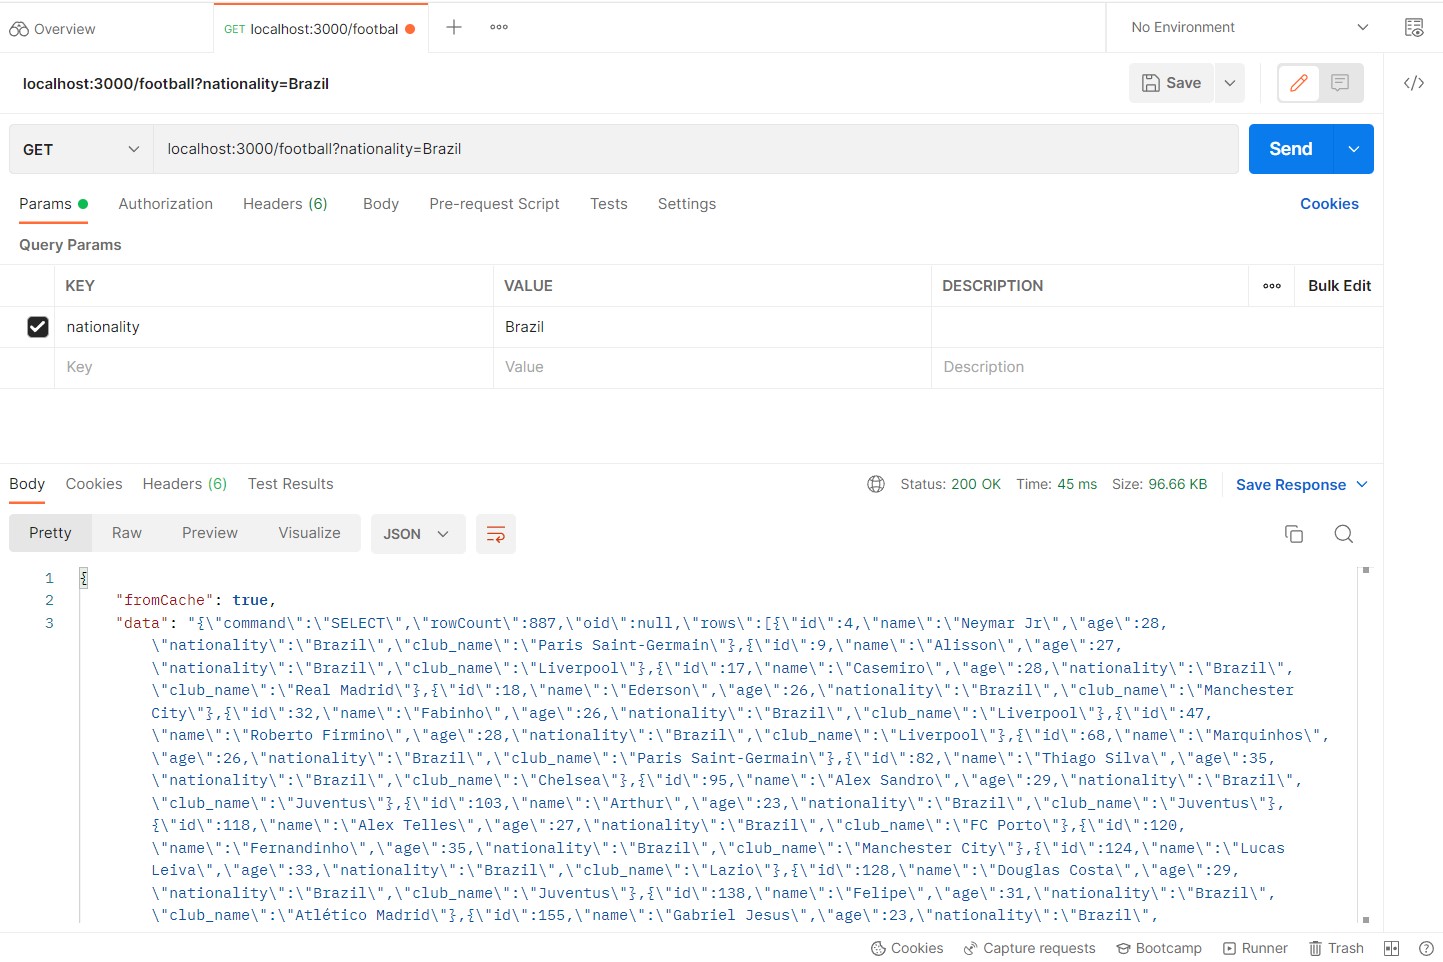 Overview
GET localhost:3000/footbal
No Environment
localhost:3000/football?nationality=Brazil
Save
GET
localhost:3000/football?nationality=Brazil
Send
Params Authorization Headers (6) Body Pre-request Script Tests Settings Cookies
Query Params
KEY VALUE DESCRIPTION Bulk Edit
nationality Brazil
Key Value Description
Body Cookies Headers (6) Test Results Status: 200 OK Time: 45 ms Size: 96.66 KB Save Response
Pretty Raw Preview Visualize JSON
1 {
2 "fromCache": true,
3 "data": "{\"command\":\"SELECT\",\"rowCount\":887,\"oid\":null,\"rows\":[{\"id\":4,\"name\":\"Neymar Jr\",\"age\":28,
\"nationality\":\"Brazil\",\"club_name\":\"Paris Saint-Germain\"},{\"id\":9,\"name\":\"Alisson\",\"age\":27,
\"nationality\":\"Brazil\",\"club_name\":\"Liverpool\"},{\"id\":17,\"name\":\"Casemiro\",\"age\":28,\"nationality\":\"Brazil\",
\"club_name\":\"Real Madrid\"},{\"id\":18,\"name\":\"Ederson\",\"age\":26,\"nationality\":\"Brazil\",\"club_name\":\"Manchester
City\"},{\"id\":32,\"name\":\"Fabinho\",\"age\":26,\"nationality\":\"Brazil\",\"club_name\":\"Liverpool\"},{\"id\":47,
\"name\":\"Roberto Firmino\",\"age\":28,\"nationality\":\"Brazil\",\"club_name\":\"Liverpool\"},{\"id\":68,\"name\":\"Marquinhos\",
\"age\":26,\"nationality\":\"Brazil\",\"club_name\":\"Paris Saint-Germain\"},{\"id\":82,\"name\":\"Thiago Silva\",\"age\":35,
\"nationality\":\"Brazil\",\"club_name\":\"Chelsea\"},{\"id\":95,\"name\":\"Alex Sandro\",\"age\":29,\"nationality\":\"Brazil\",
\"club_name\":\"Juventus\"},{\"id\":103,\"name\":\"Arthur\",\"age\":23,\"nationality\":\"Brazil\",\"club_name\":\"Juventus\"},
{\"id\":118,\"name\":\"Alex Telles\",\"age\":27,\"nationality\":\"Brazil\",\"club_name\":\"FC Porto\"},{\"id\":120,
\"name\":\"Fernandinho\",\"age\":35,\"nationality\":\"Brazil\",\"club_name\":\"Manchester City\"},{\"id\":124,\"name\":\"Lucas
Leiva\",\"age\":33,\"nationality\":\"Brazil\",\"club_name\":\"Lazio\"},{\"id\":128,\"name\":\"Douglas Costa\",\"age\":29,
\"nationality\":\"Brazil\",\"club_name\":\"Juventus\"},{\"id\":138,\"name\":\"Felipe\",\"age\":31,\"nationality\":\"Brazil\",
\"club_name\":\"Atlético Madrid\"},{\"id\":155,\"name\":\"Gabriel Jesus\",\"age\":23,\"nationality\":\"Brazil\",
Cookies Capture requests Bootcamp Runner Trash